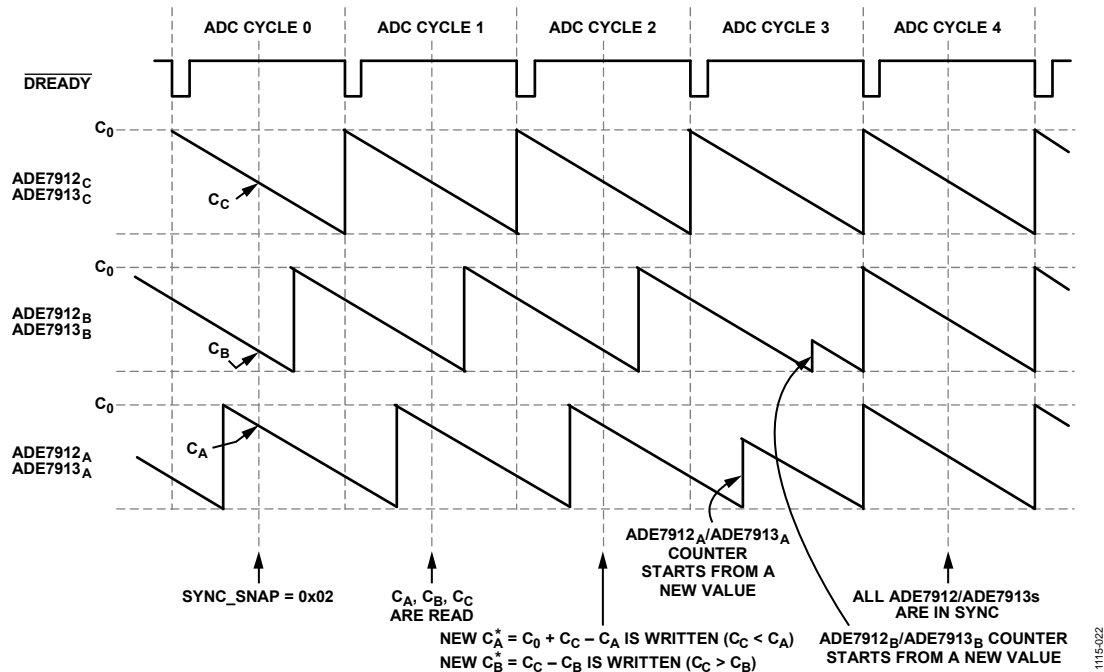 ADC CYCLE 0 ADC CYCLE 1 ADC CYCLE 2 ADC CYCLE 3 ADC CYCLE 4
DREADY
C0
ADE7912C
ADE7913C
CC
C0
ADE7912B
ADE7913B
CB
C0
ADE7912A
ADE7913A
CA
ADE7912A/ADE7913A
COUNTER
STARTS FROM A
NEW VALUE
SYNC_SNAP = 0x02
CA, CB, CC
ARE READ
ALL ADE7912/ADE7913s
ARE IN SYNC
NEW CA* = C0 + CC – CA IS WRITTEN (CC < CA)
NEW CB* = CC – CB IS WRITTEN (CC > CB)
ADE7912B/ADE7913B COUNTER
STARTS FROM A NEW VALUE
1115-022